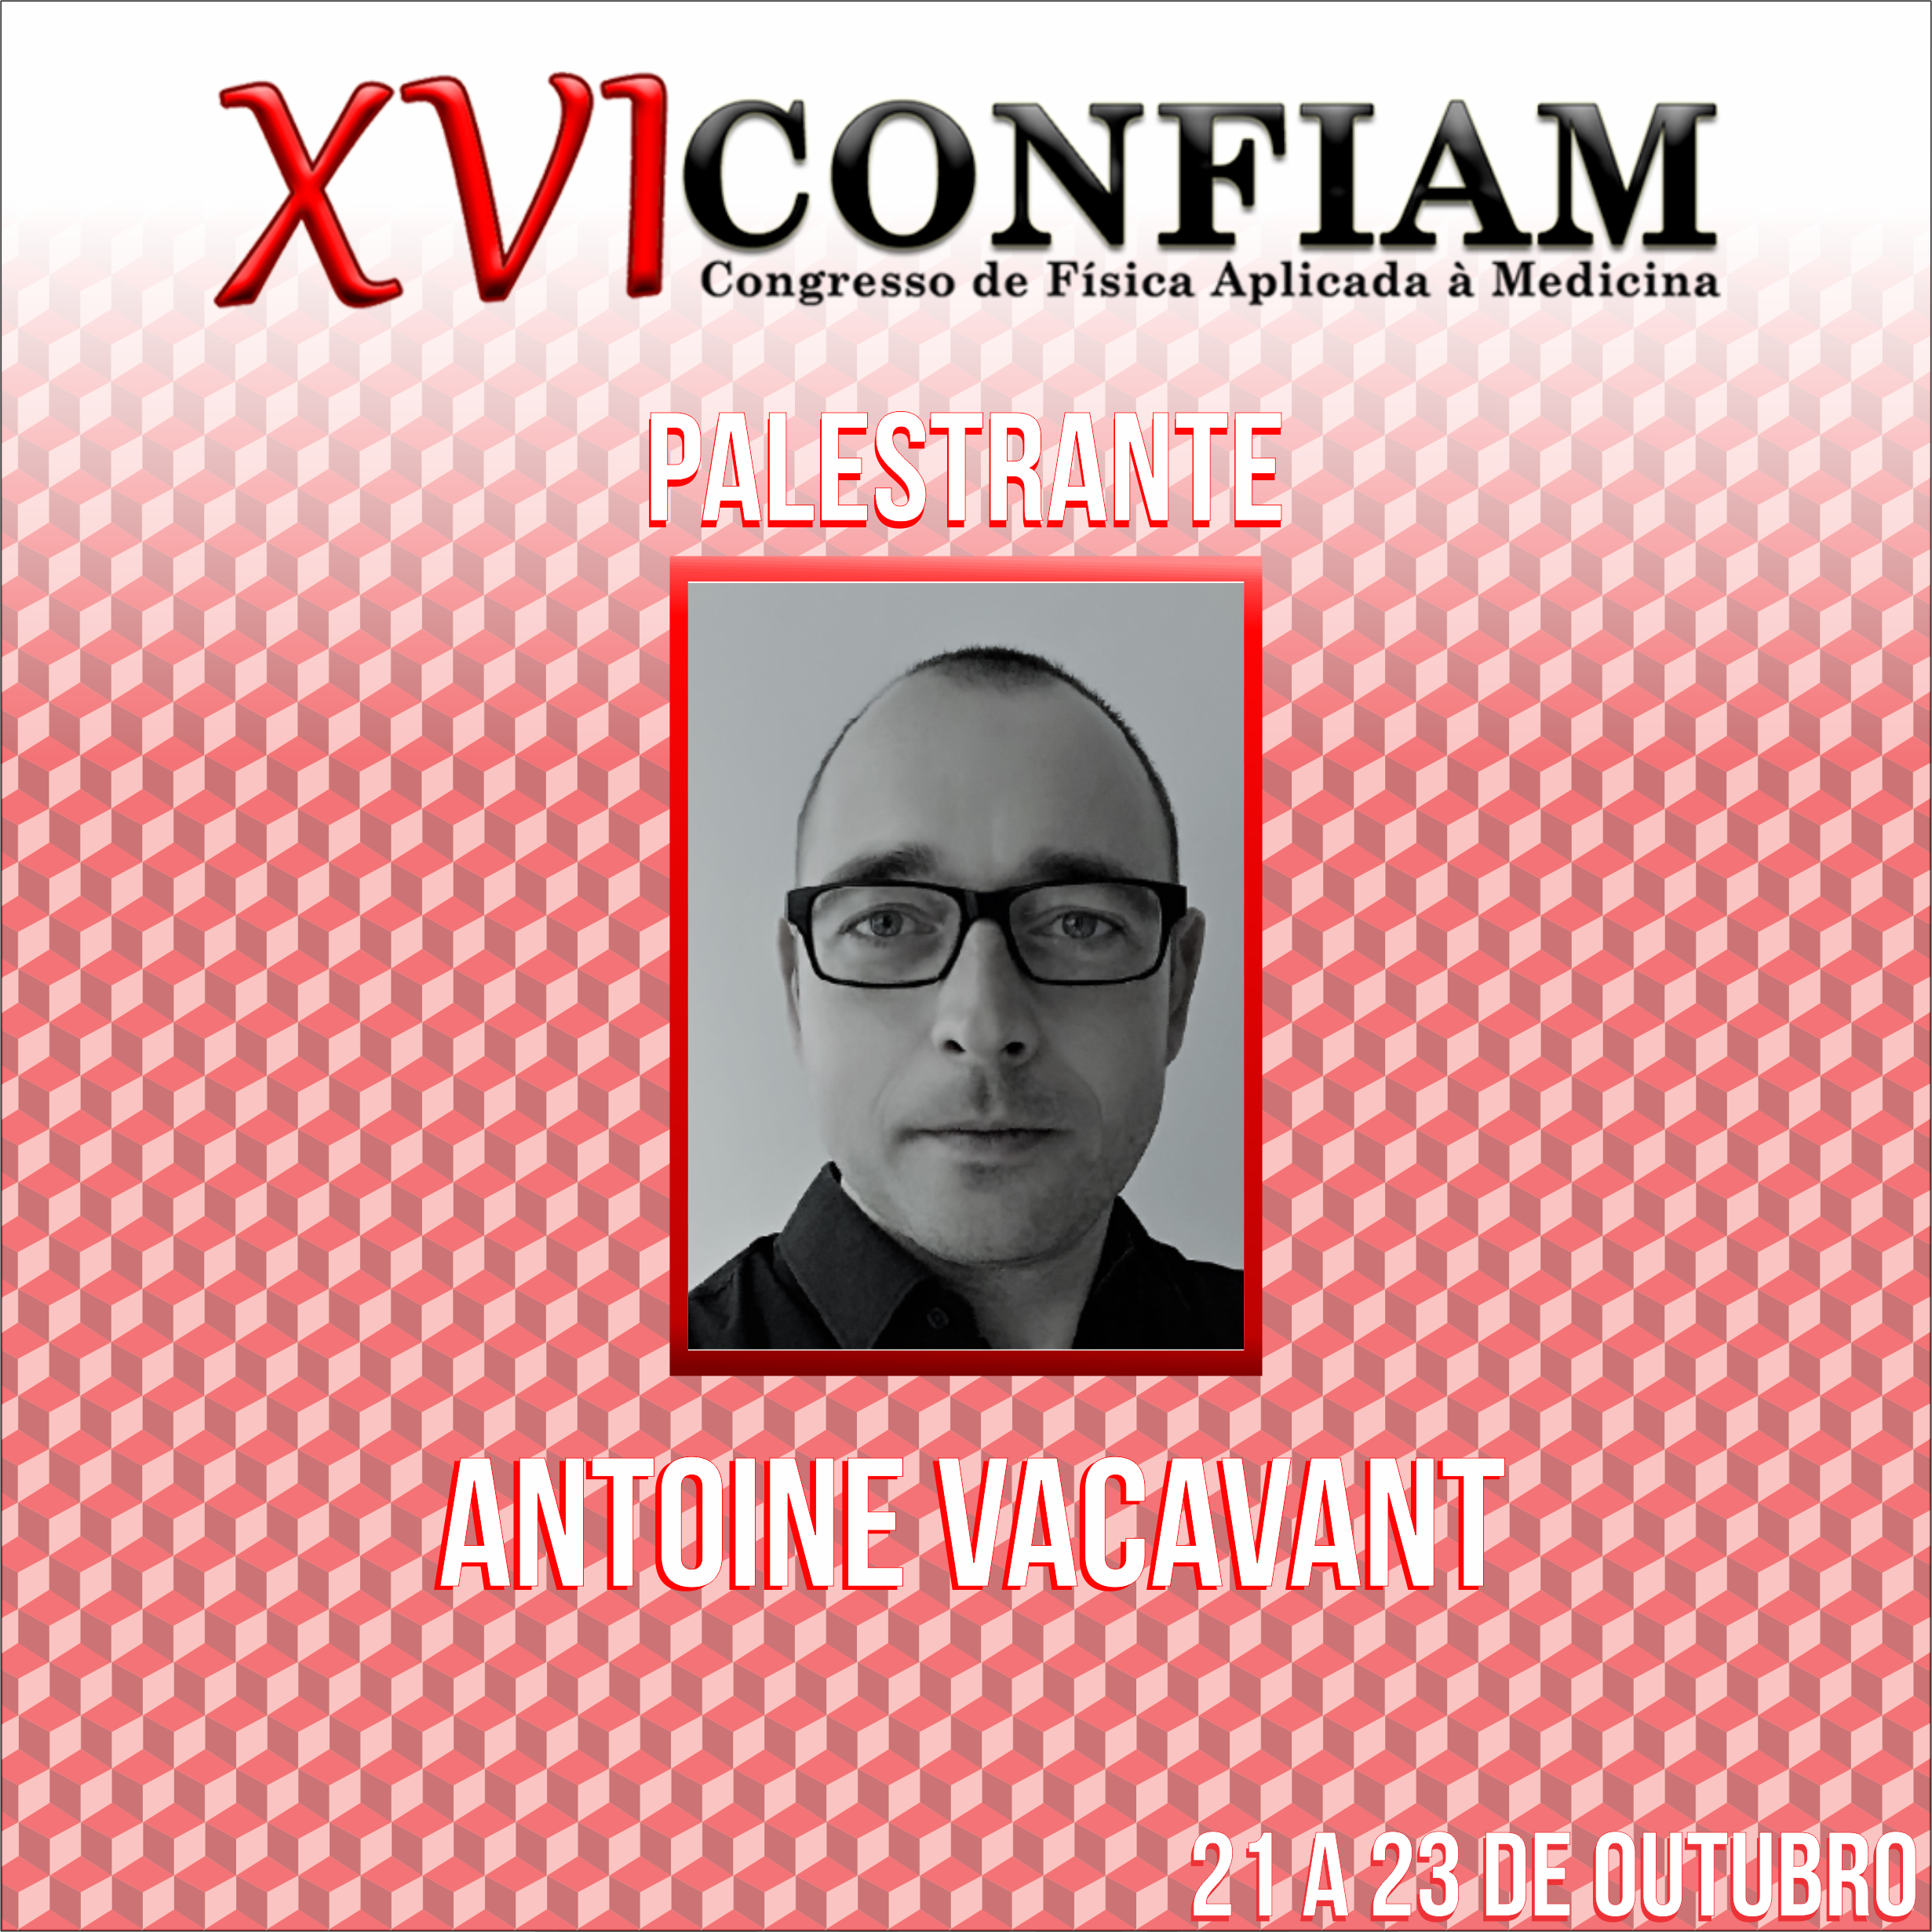 XVI CONFIAM
Congresso de Física Aplicada à Medicina
PALESTRANTE
ANTOINE VACAVANT
21 A 23 DE OUTUBRO